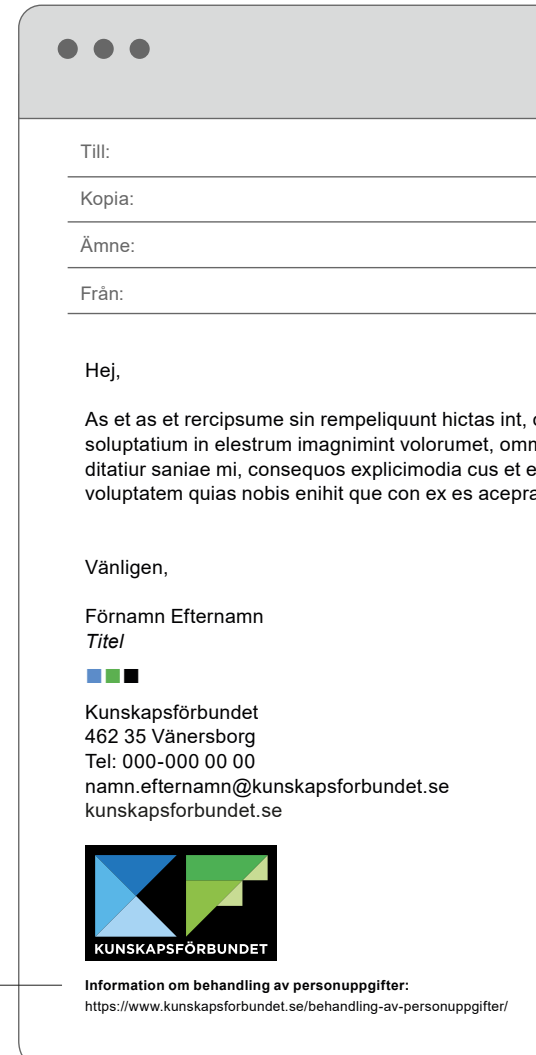 Till:
Kopia:
Ämne:
Från:
Hej,
As et as et rercipsume sin rempeliquunt hictas int,
soluptatium in elestrum imagnimint volorumet,
ditatiur saniae mi, consequos explicimodia cus et
voluptatem quias nobis enihit que con ex es
Vänligen,
Förnamn Efternamn
Titel
Kunskapsförbundet
462 35 Vänersborg
Tel: 000-000 00 00
namn.efternamn@kunskapsforbundet.se
kunskapsforbundet.se
KUNSKAPSFÖRBUNDET
Information om behandling av personuppgifter:
https://www.kunskapsforbundet.se/behandling-av-personuppgifter/